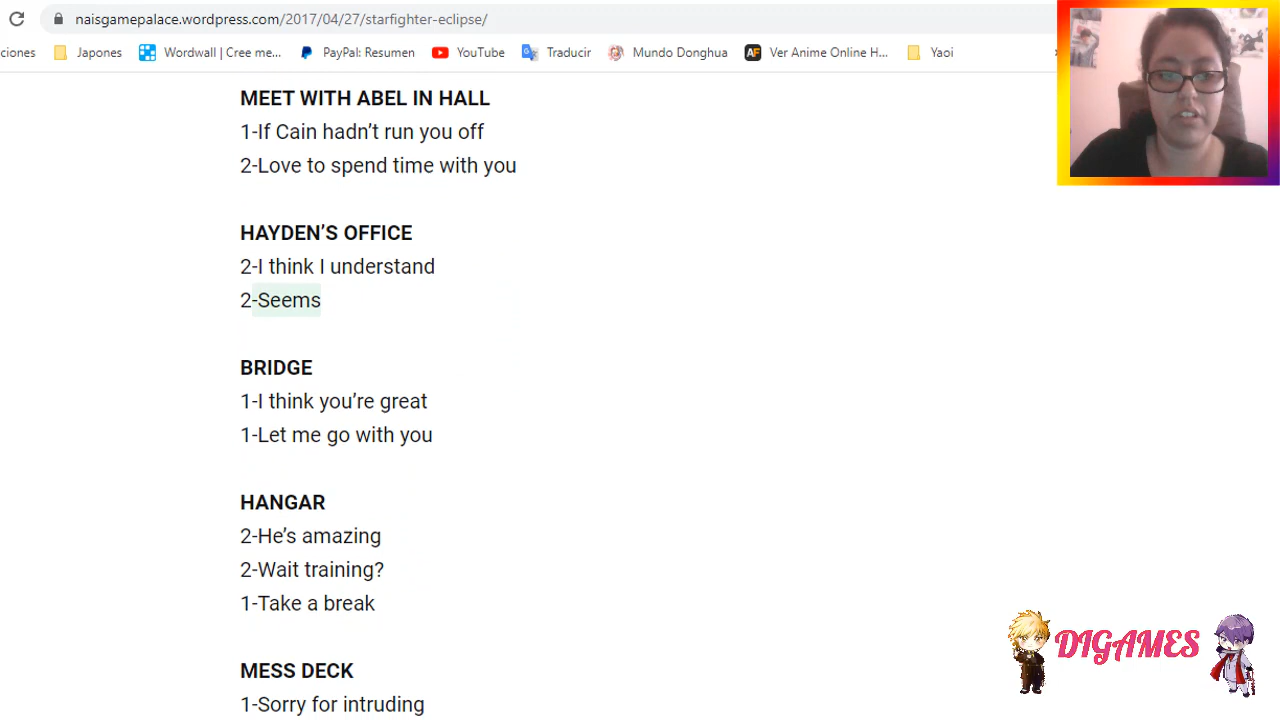 naisgamepalace.wordpress.com/2017/04/27/starfighter-eclipse/
ciones
Japones
Wordwall | Cree me...
PayPal: Resumen
YouTube
Traducir
Mundo Donghua
Ver Anime Online H...
Yaoi
MEET WITH ABEL IN HALL
1-If Cain hadn’t run you off
2-Love to spend time with you
HAYDEN’S OFFICE
2-I think I understand
2-Seems
BRIDGE
1-I think you’re great
1-Let me go with you
HANGAR
2-He’s amazing
2-Wait training?
1-Take a break
MESS DECK
1-Sorry for intruding
DIGAMES